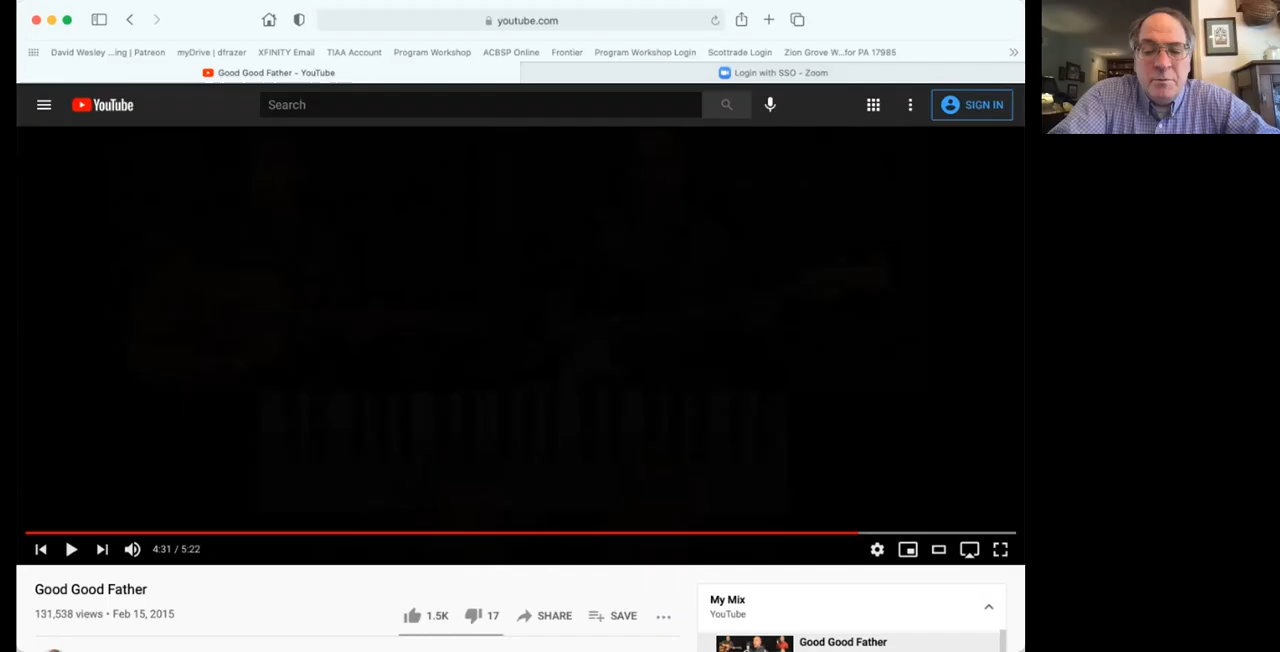 youtube.com
David Wesley ...ing | Patreon myDrive | dfrazer XFINITY Email TIAA Account Program Workshop ACBSP Online Frontier Program Workshop Login Scottrade Login Zion Grove W...for PA 17985
Good Good Father - YouTube Login with SSO - Zoom
YouTube Search SIGN IN
4:31 / 5:22
Good Good Father
131,538 views • Feb 15, 2015 1.5K 17 SHARE SAVE
My Mix
YouTube
Good Good Father